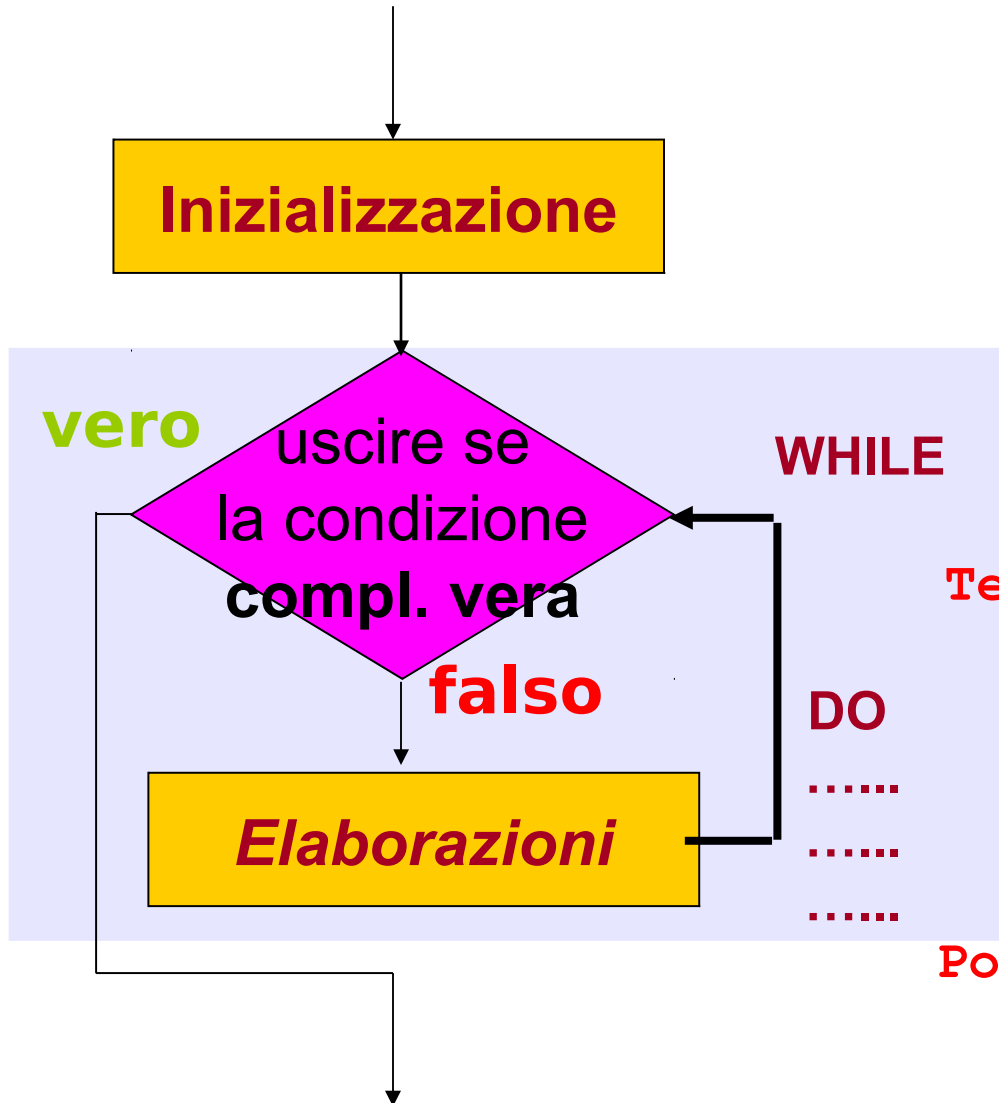 Inizializzazione
vero
uscire se
la condizione
compl. vera
WHILE
falso
DO
……
Elaborazioni
……
……